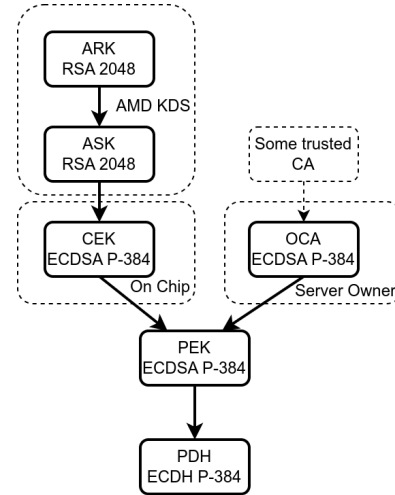 ARK
RSA 2048
AMD KDS
ASK
RSA 2048
Some trusted
CA
CEK
ECDSA P-384
On Chip
OCA
ECDSA P-384
Server Owner
PEK
ECDSA P-384
PDH
ECDH P-384